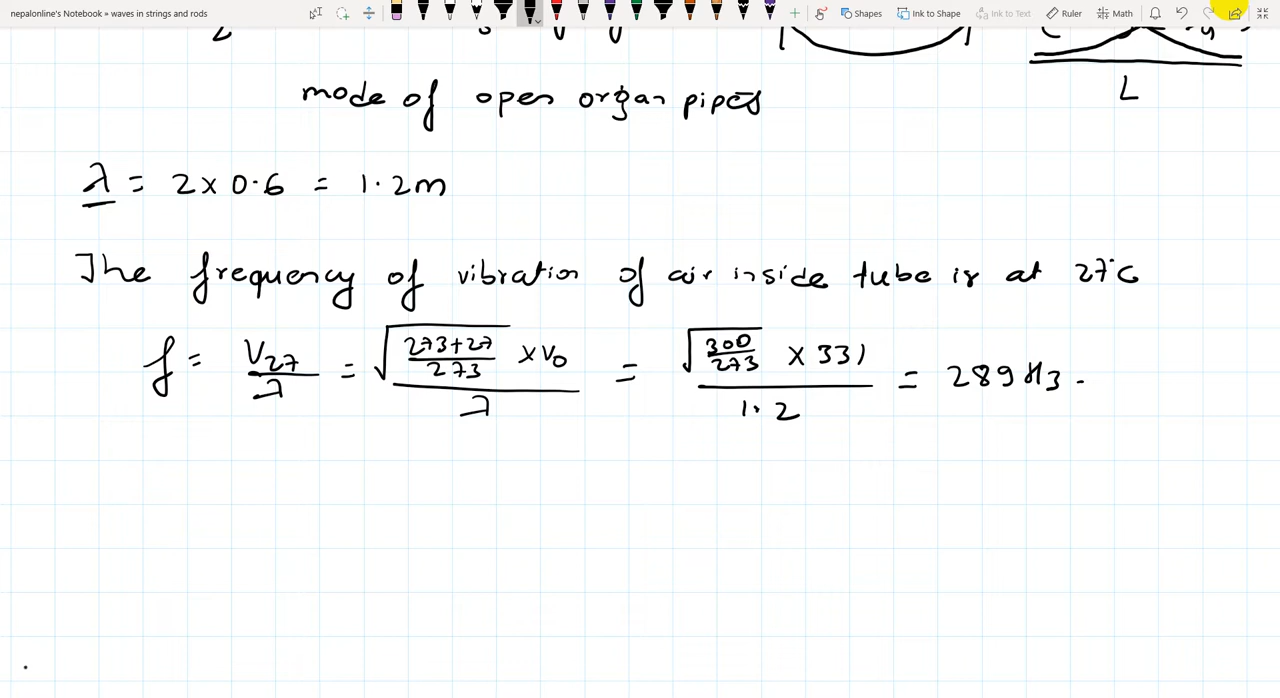 nepalonline's Notebook » waves in strings and rods
Shapes Ink to Shape Ink to Text Ruler Math
L
mode of open organ pipes
λ = 2 × 0.6 = 1.2m
The frequency of vibration of air inside tube is at 27°C
f = V27/λ = √((273+27)/273) × V0/λ = √(300/273) × 331/1.2 = 289 Hz.